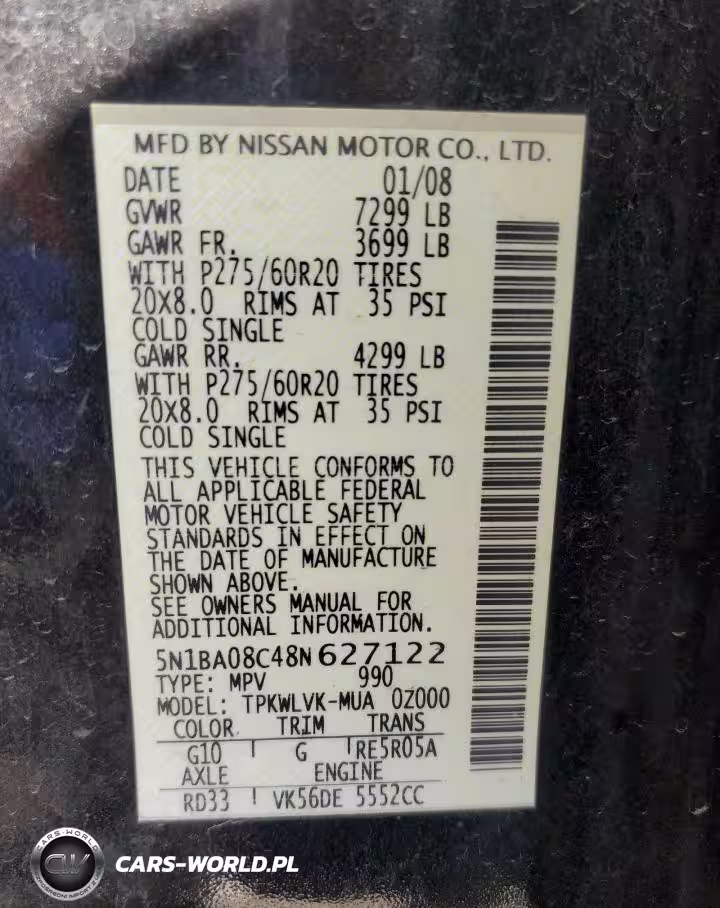 MFD BY NISSAN MOTOR CO., LTD.
DATE 01/08
GVWR 7299 LB
GAWR FR. 3699 LB
WITH P275/60R20 TIRES
20X8.0 RIMS AT 35 PSI
COLD SINGLE
GAWR RR. 4299 LB
WITH P275/60R20 TIRES
20X8.0 RIMS AT 35 PSI
COLD SINGLE
THIS VEHICLE CONFORMS TO
ALL APPLICABLE FEDERAL
MOTOR VEHICLE SAFETY
STANDARDS IN EFFECT ON
THE DATE OF MANUFACTURE
SHOWN ABOVE.
SEE OWNERS MANUAL FOR
ADDITIONAL INFORMATION.
5N1BA08C48N627122
TYPE: MPV 990
MODEL: TPKWLVK-MUA 0Z000
COLOR TRIM TRANS
G10 G RE5R05A
AXLE ENGINE
RD33 VK56DE 5552CC
CARS-WORLD
CW
CARS-WORLD.PL